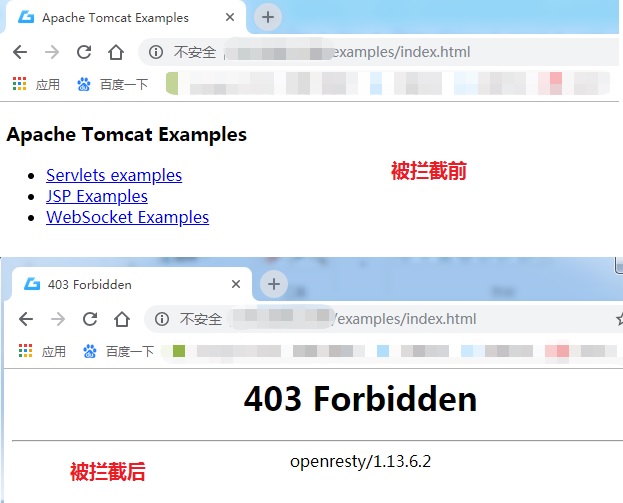 Apache Tomcat Examples
不安全 examples/index.html
应用 百度一下
Apache Tomcat Examples
被拦截前
Servlets examples
JSP Examples
WebSocket Examples
403 Forbidden
不安全 /examples/index.html
应用 百度一下
403 Forbidden
openresty/1.13.6.2
被拦截后